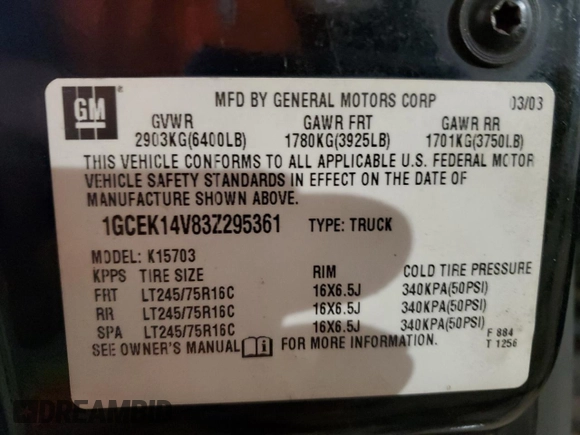 GM
MFD BY GENERAL MOTORS CORP 03/03
GVWR GAWR FRT GAWR RR
2903KG(6400LB) 1780KG(3925LB) 1701KG(3750LB)
THIS VEHICLE CONFORMS TO ALL APPLICABLE U.S. FEDERAL MOTOR
VEHICLE SAFETY STANDARDS IN EFFECT ON THE DATE OF
MANUFACTURE SHOWN ABOVE.
1GCEK14V83Z295361 TYPE: TRUCK
MODEL: K15703
KPPS TIRE SIZE RIM COLD TIRE PRESSURE
FRT LT245/75R16C 16X6.5J 340KPA(50PSI)
RR LT245/75R16C 16X6.5J 340KPA(50PSI)
SPA LT245/75R16C 16X6.5J 340KPA(50PSI)
SEE OWNER'S MANUAL i FOR MORE INFORMATION.
F 884
T 1256
DREAMBID